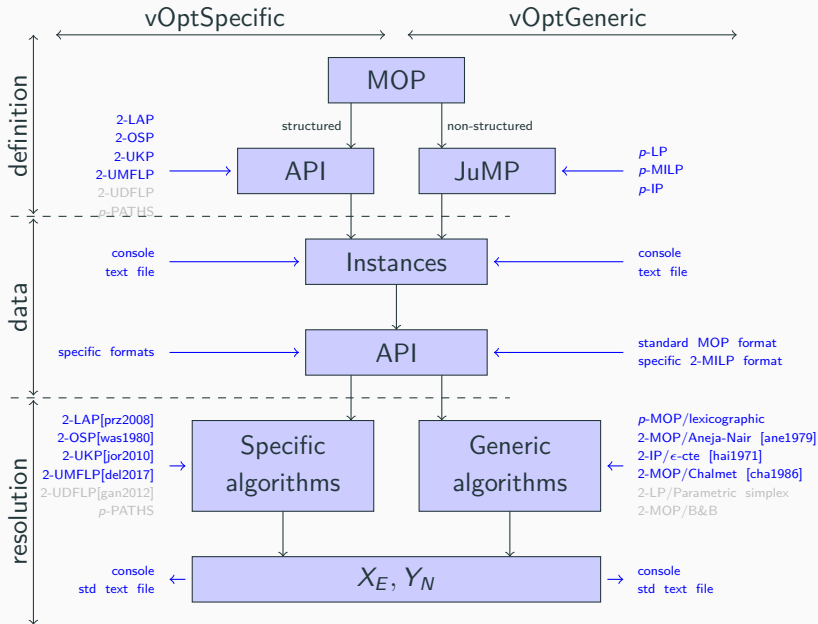 vOptSpecific
vOptGeneric
definition
MOP
structured
non-structured
2-LAP
2-OSP
2-UKP
2-UMFLP
2-UDFLP
p-PATHS
API
JuMP
p-LP
p-MILP
p-IP
data
console
text file
Instances
console
text file
specific formats
API
standard MOP format
specific 2-MILP format
resolution
2-LAP[prz2008]
2-OSP[was1980]
2-UKP[jor2010]
2-UMFLP[del2017]
2-UDFLP[gan2012]
p-PATHS
Specific
algorithms
Generic
algorithms
p-MOP/lexicographic
2-MOP/Aneja-Nair [ane1979]
2-IP/ϵ-cte [hai1971]
2-MOP/Chalmet [cha1986]
2-LP/Parametric simplex
2-MOP/B&B
console
std text file
X_E, Y_N
console
std text file